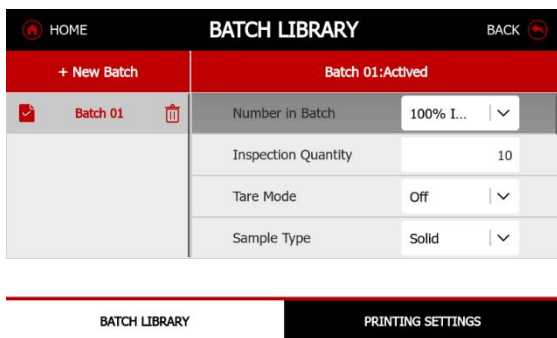 HOME BATCH LIBRARY BACK
+ New Batch Batch 01:Actived
Batch 01 Number in Batch 100% I...
Inspection Quantity 10
Tare Mode Off
Sample Type Solid
BATCH LIBRARY PRINTING SETTINGS